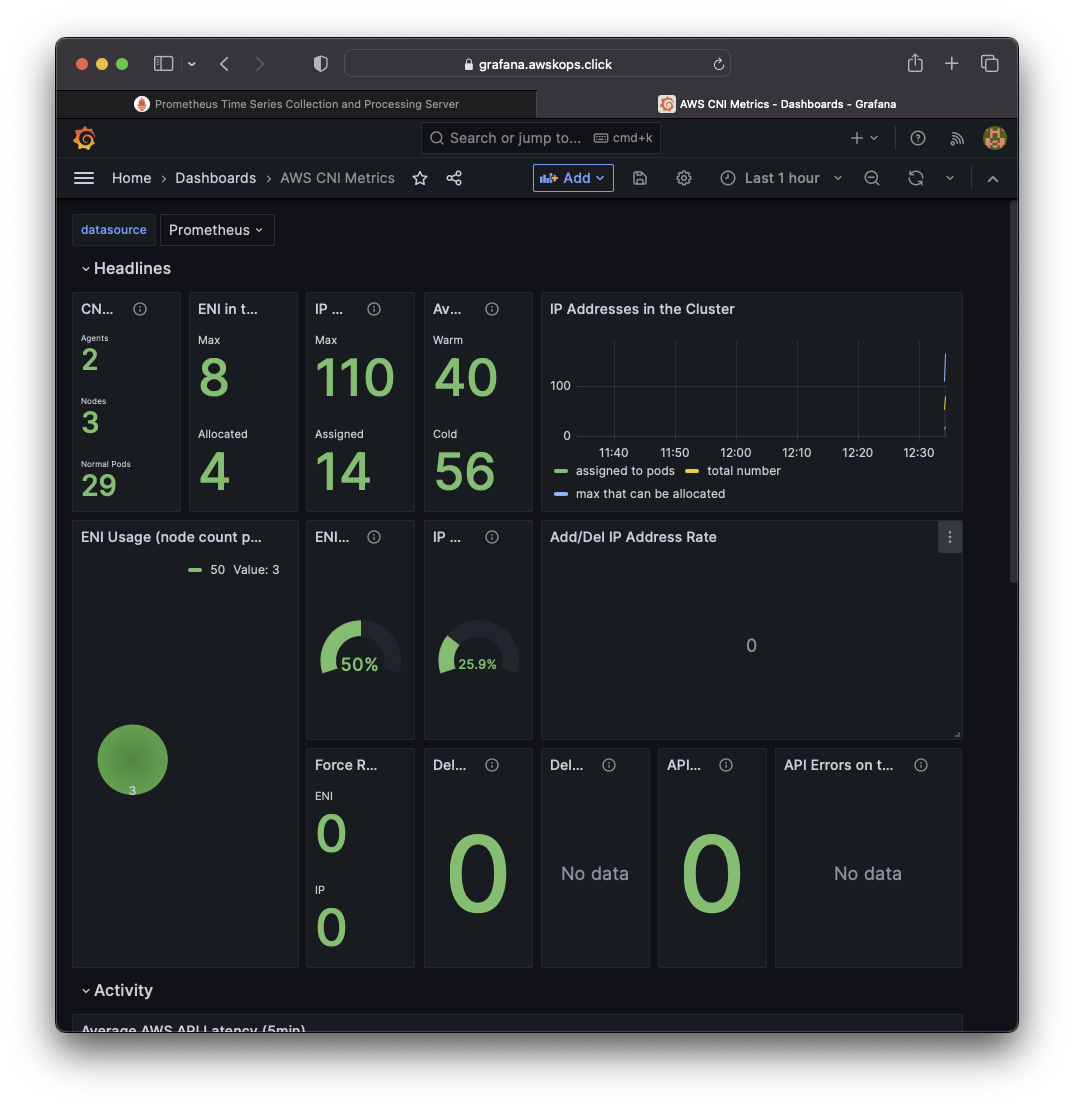 grafana.awskops.click
Prometheus Time Series Collection and Processing Server
AWS CNI Metrics - Dashboards - Grafana
Search or jump to... cmd+k
Home › Dashboards › AWS CNI Metrics
Add
Last 1 hour
datasource
Prometheus
Headlines
CN...
Agents
2
Nodes
3
Normal Pods
29
ENI in t...
Max
8
Allocated
4
IP ...
Max
110
Assigned
14
Av...
Warm
40
Cold
56
IP Addresses in the Cluster
100
0
11:40 11:50 12:00 12:10 12:20 12:30
assigned to pods total number
max that can be allocated
ENI Usage (node count p...
50 Value: 3
3
ENI...
50%
IP ...
25.9%
Add/Del IP Address Rate
0
Force R...
ENI
0
IP
0
Del...
0
Del...
No data
API...
0
API Errors on t...
No data
Activity
Average AWS API Latency (5min)